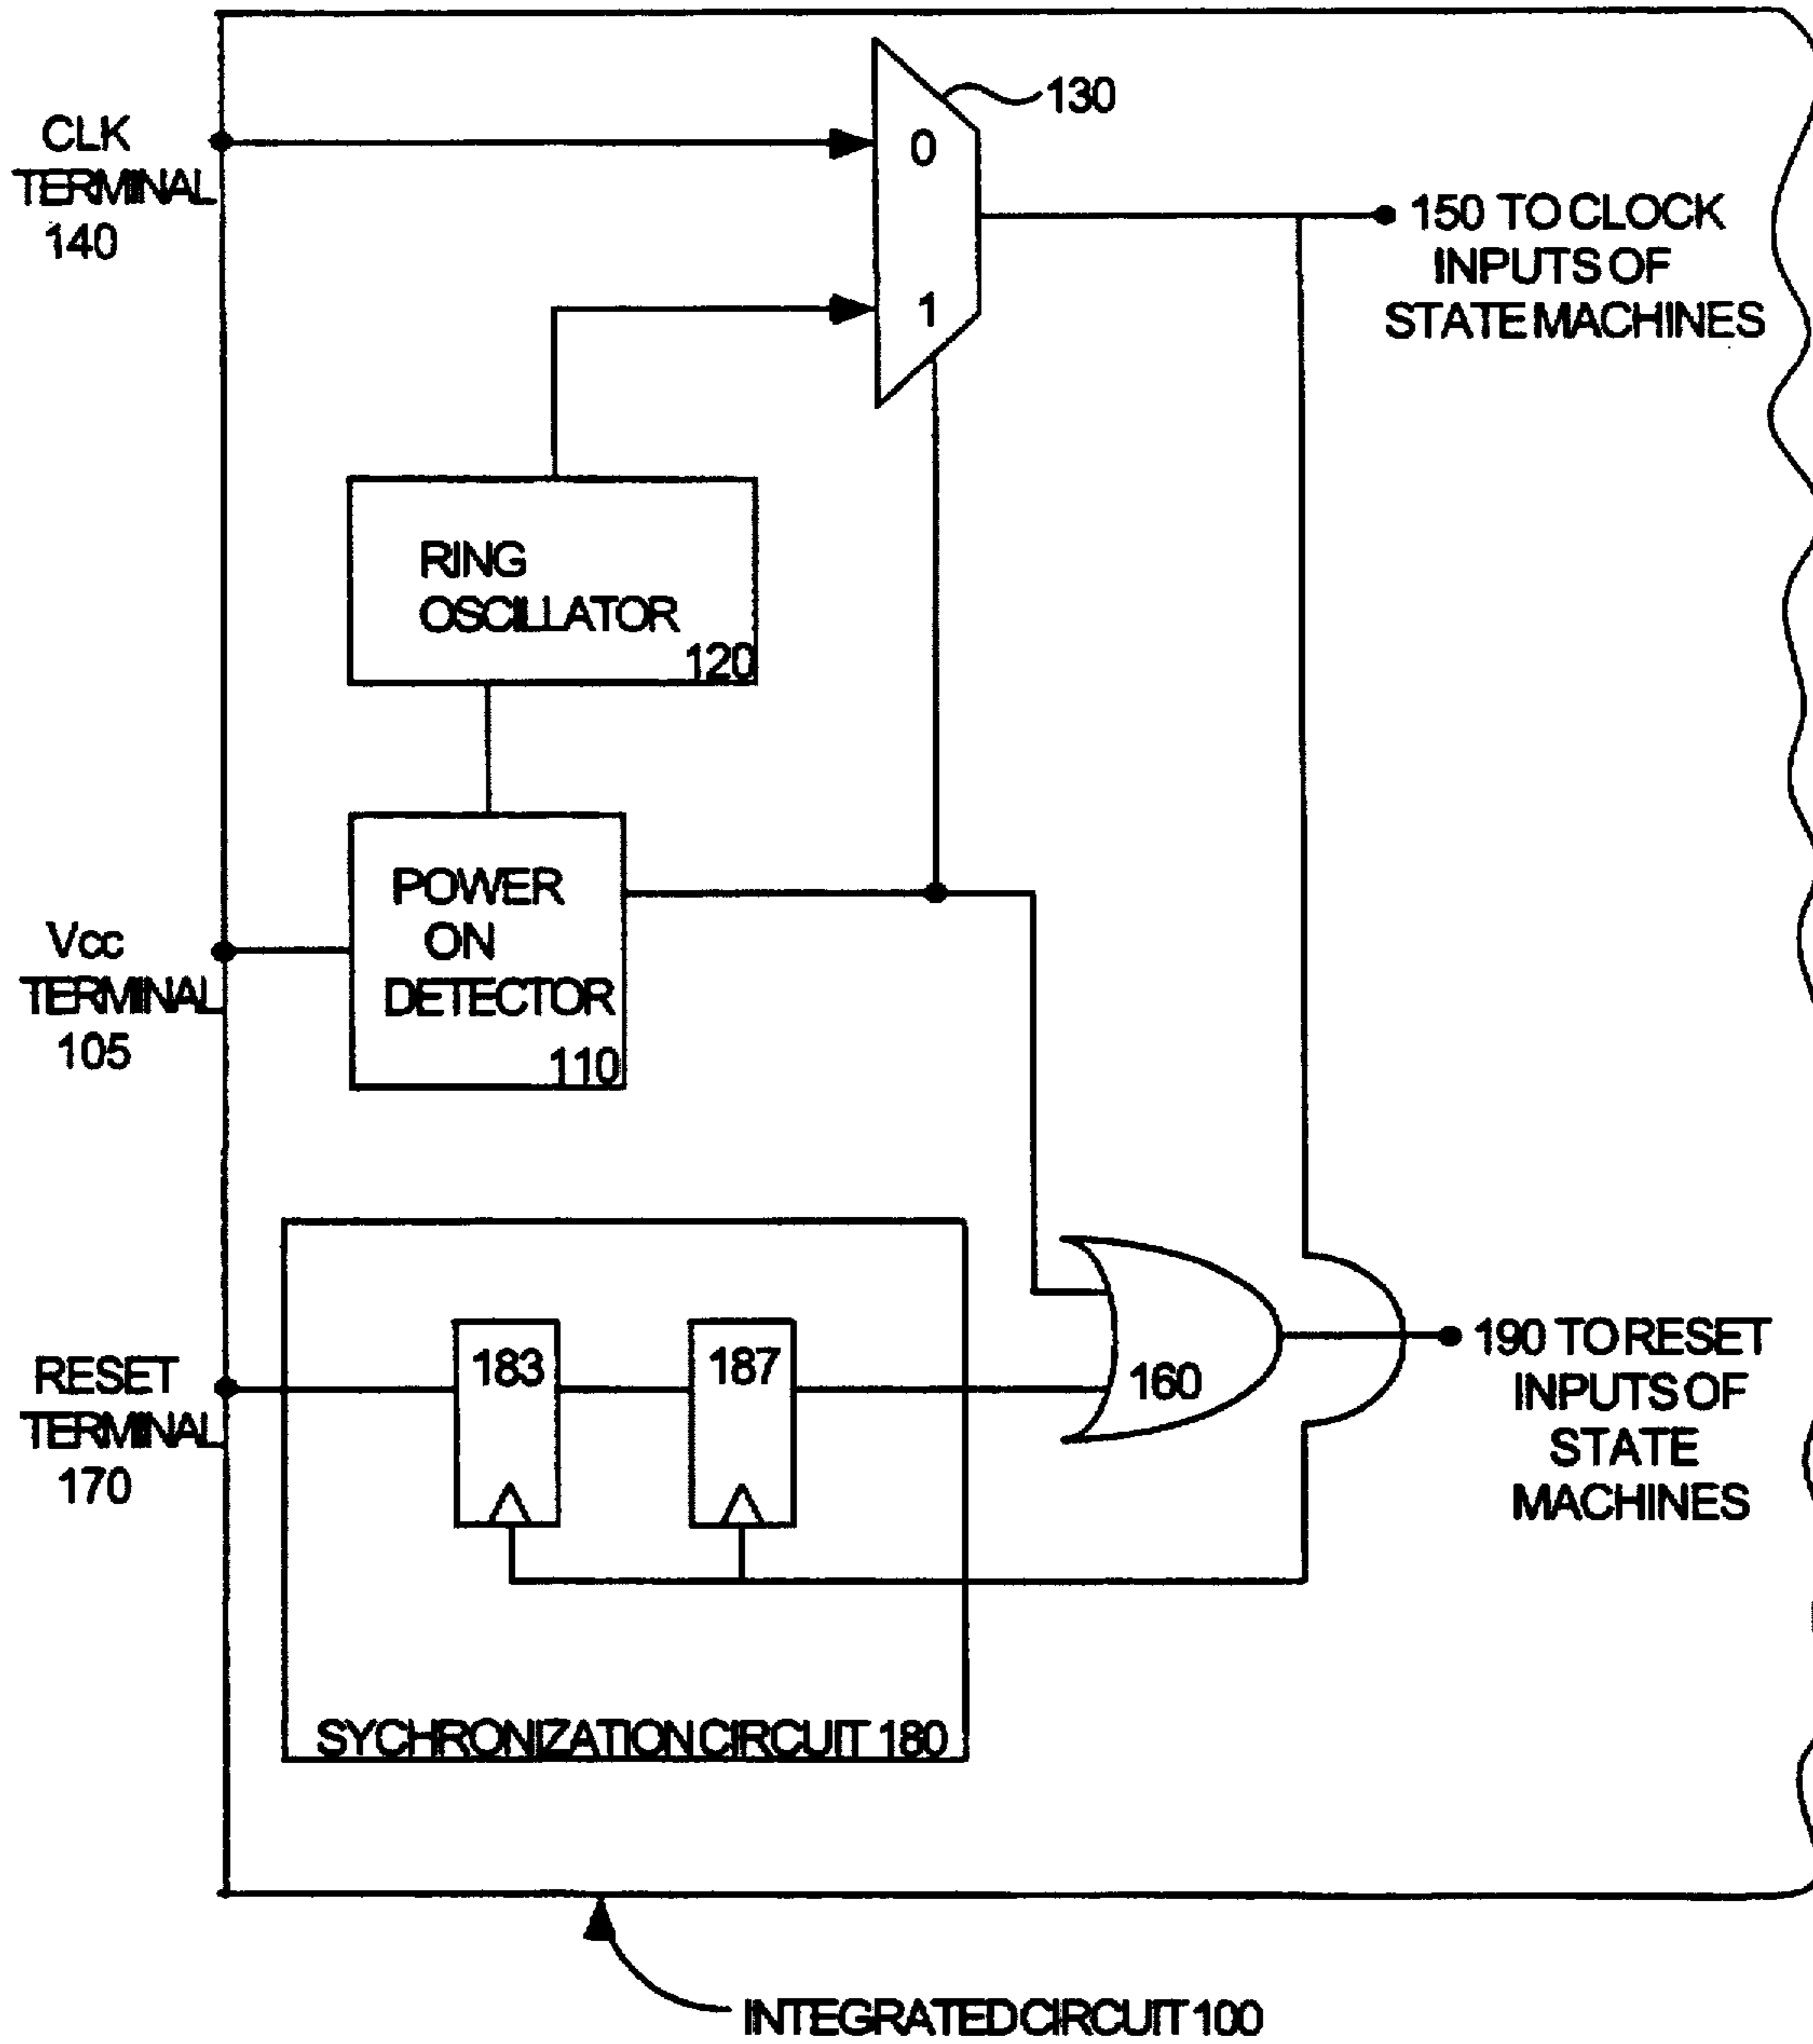 130
CLK
TERMINAL
140
0
1
150 TO CLOCK
INPUTS OF
STATE MACHINES
RING
OSCILLATOR
120
POWER
ON
DETECTOR
110
Vcc
TERMINAL
105
RESET
TERMINAL
170
183
187
160
190 TO RESET
INPUTS OF
STATE
MACHINES
SYCHRONIZATION CIRCUIT 180
INTEGRATED CIRCUIT 100